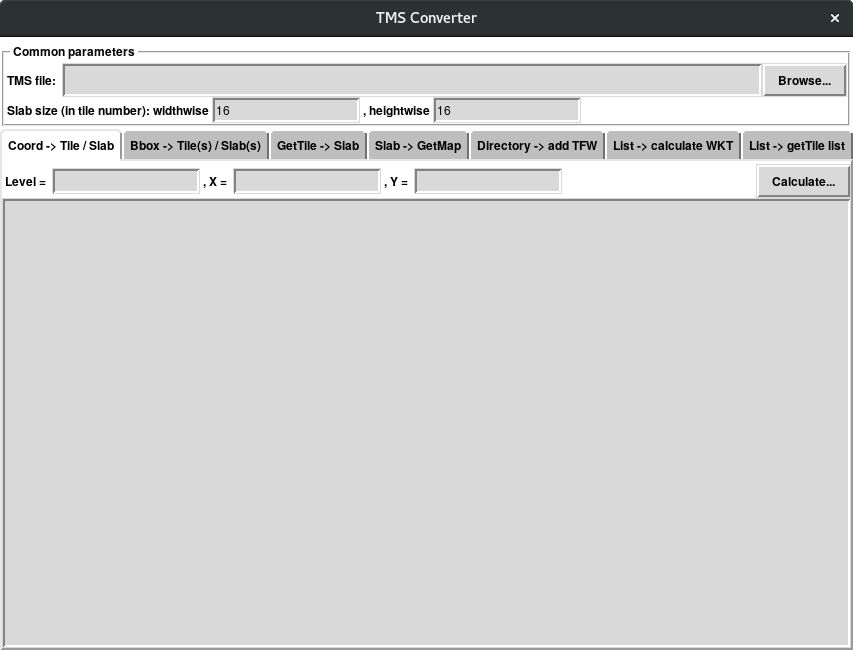 TMS Converter ×
Common parameters
TMS file: Browse...
Slab size (in tile number): widthwise 16 , heightwise 16
Coord -> Tile / Slab Bbox -> Tile(s) / Slab(s) GetTile -> Slab Slab -> GetMap Directory -> add TFW List -> calculate WKT List -> getTile list
Level = , X = , Y = Calculate...